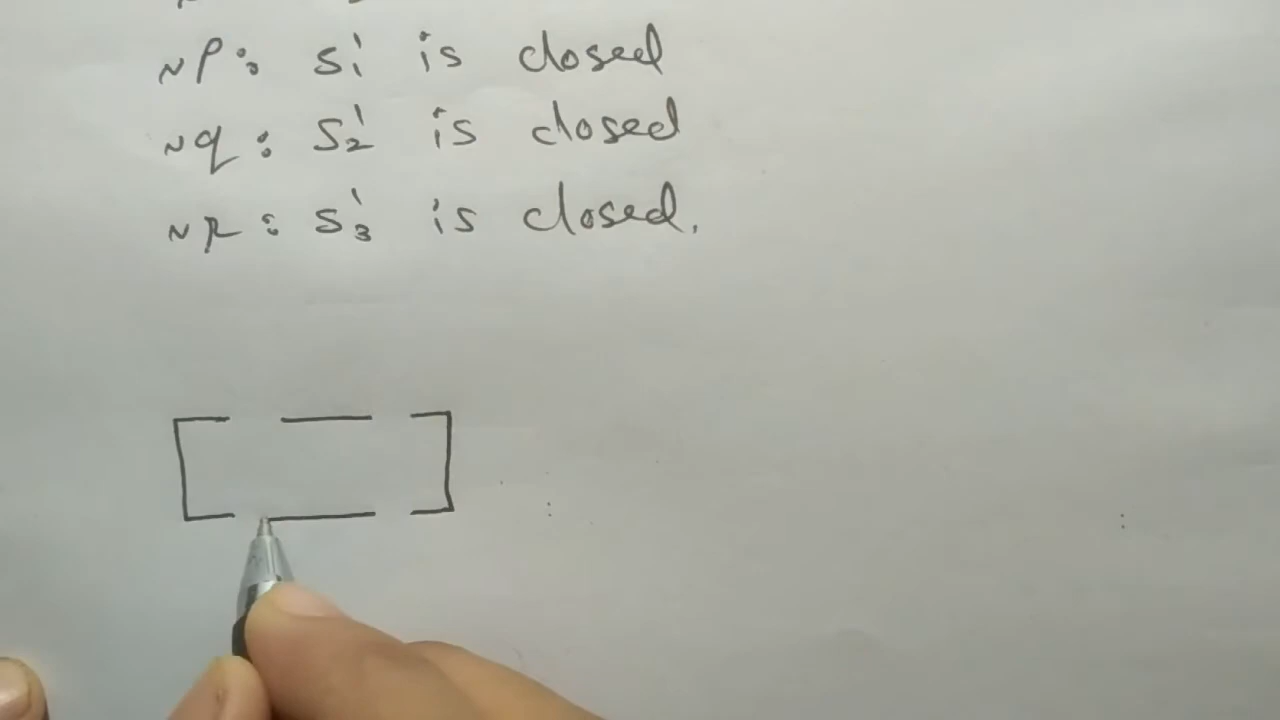 ~p: s₁' is closed
~q: s₂' is closed
~r: s₃' is closed.